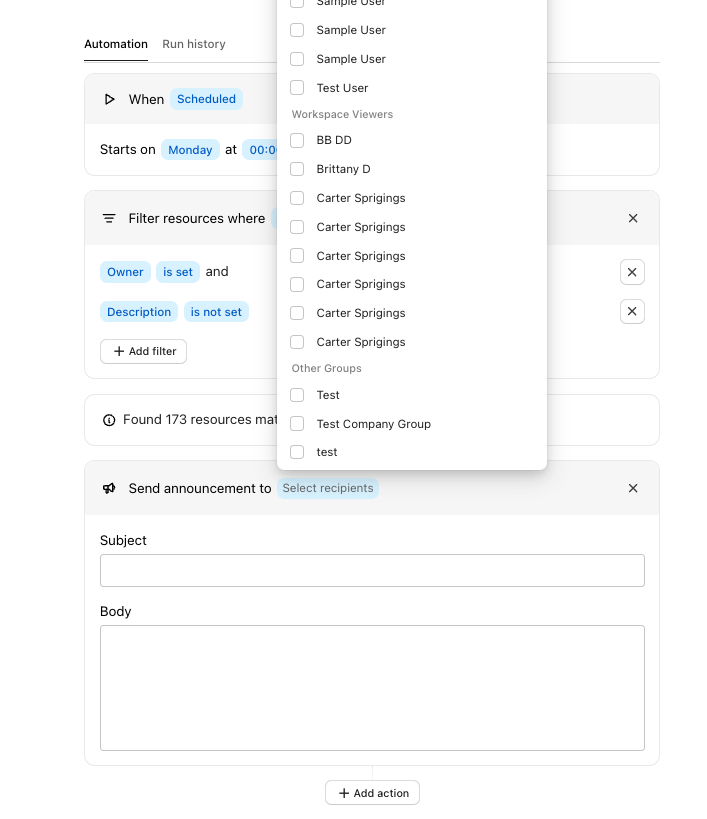 Sample User
Sample User
Automation Run history
Sample User
Test User
When Scheduled
Workspace Viewers
BB DD
Starts on Monday at 00:0
Brittany D
Carter Sprigings
Filter resources where
Carter Sprigings
Carter Sprigings
Owner is set and
Carter Sprigings
Description is not set
Carter Sprigings
Carter Sprigings
Add filter
Other Groups
Test
Found 173 resources mat
Test Company Group
test
Send announcement to Select recipients
Subject
Body
Add action